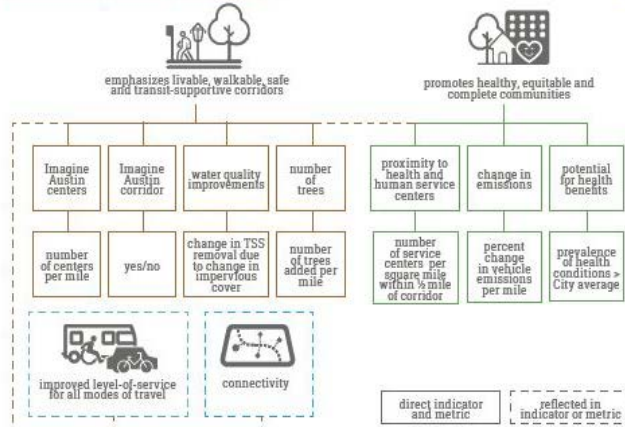 emphasizes livable, walkable, safe
and transit-supportive corridors
promotes healthy, equitable and
complete communities
Imagine
Austin
centers
Imagine
Austin
corridor
water quality
improvements
number
of
trees
proximity to
health and
human service
centers
change in
emissions
potential
for health
benefits
number
of centers
per mile
yes/no
change in TSS
removal due
to change in
impervious
cover
number
of trees
added per
mile
number
of service
centers per
square mile
within ½ mile
of corridor
percent
change
in vehicle
emissions
per mile
prevalence
of health
conditions >
City average
improved level-of-service
for all modes of travel
connectivity
direct indicator
and metric
reflected in
indicator or metric